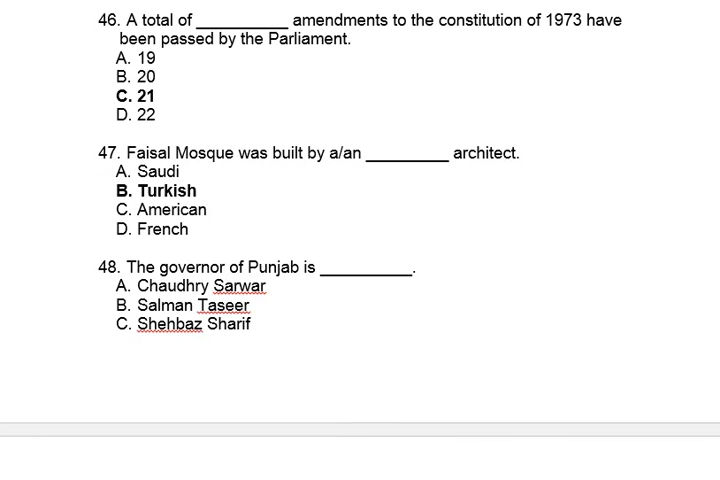 46. A total of __________ amendments to the constitution of 1973 have
been passed by the Parliament.
A. 19
B. 20
C. 21
D. 22
47. Faisal Mosque was built by a/an _________ architect.
A. Saudi
B. Turkish
C. American
D. French
48. The governor of Punjab is __________.
A. Chaudhry Sarwar
B. Salman Taseer
C. Shehbaz Sharif